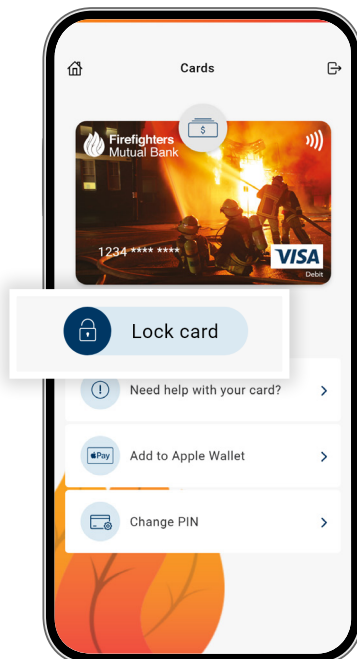 Cards
$
Firefighters
Mutual Bank
1234 **** ****
VISA
Debit
Lock card
Need help with your card?
Pay
Add to Apple Wallet
Change PIN